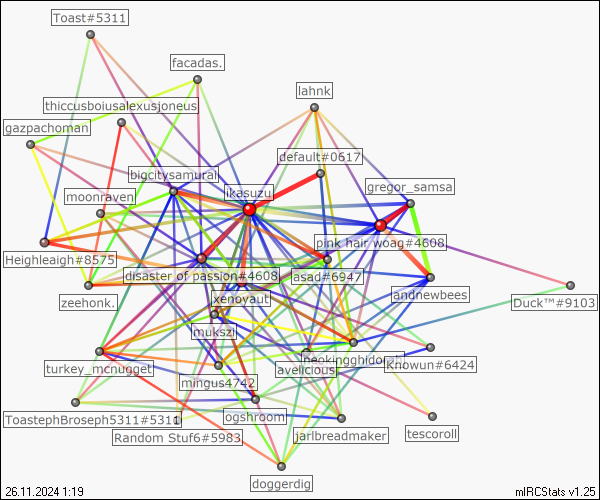 Toast#5311
facadas.
lahnk
thiccusboiusalexusjoneus
gazpachoman
default#0617
bigcitysamurai
ikasuzu
gregor_samsa
moonraven
pink hair woag#4608
Heighleaigh#8575
disaster of passion#4608
asad#6947
xenoyaut
andnewbees
zeehonk.
Duck™#9103
mukszi
turkey_mcnugget
neokingghidorah
Knowun#6424
avelicious
mingus4742
ToastephBroseph5311#5311
ogshroom
tescoroll
Random Stuf6#5983
jarlbreadmaker
doggerdig
26.11.2024 1:19
mIRCStats v1.25